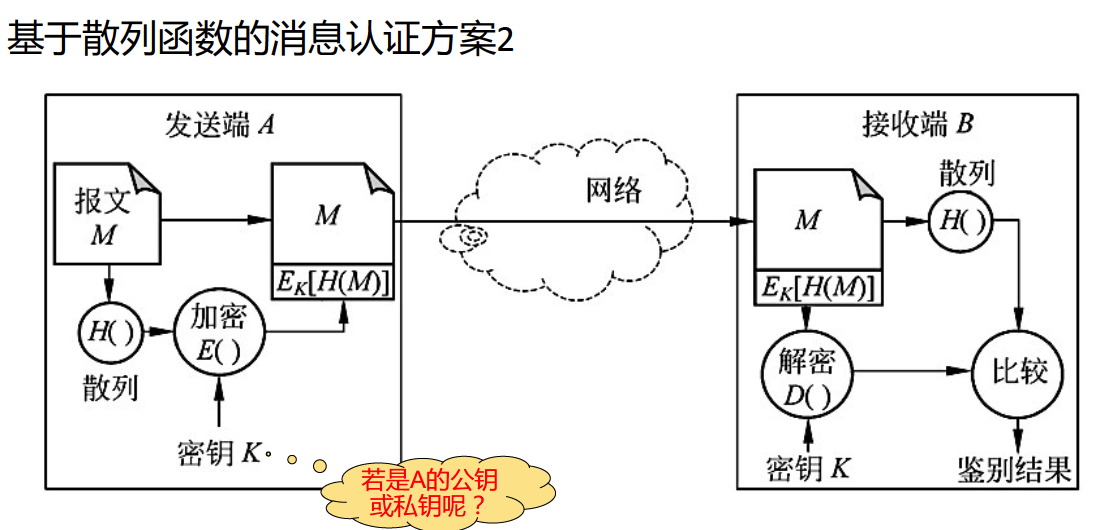 基于散列函数的消息认证方案2
发送端 A
报文
M
M
E_K[H(M)]
H( )
散列
加密
E( )
密钥 K
若是A的公钥
或私钥呢？
网络
接收端 B
M
E_K[H(M)]
散列
H( )
解密
D( )
密钥 K
比较
鉴别结果